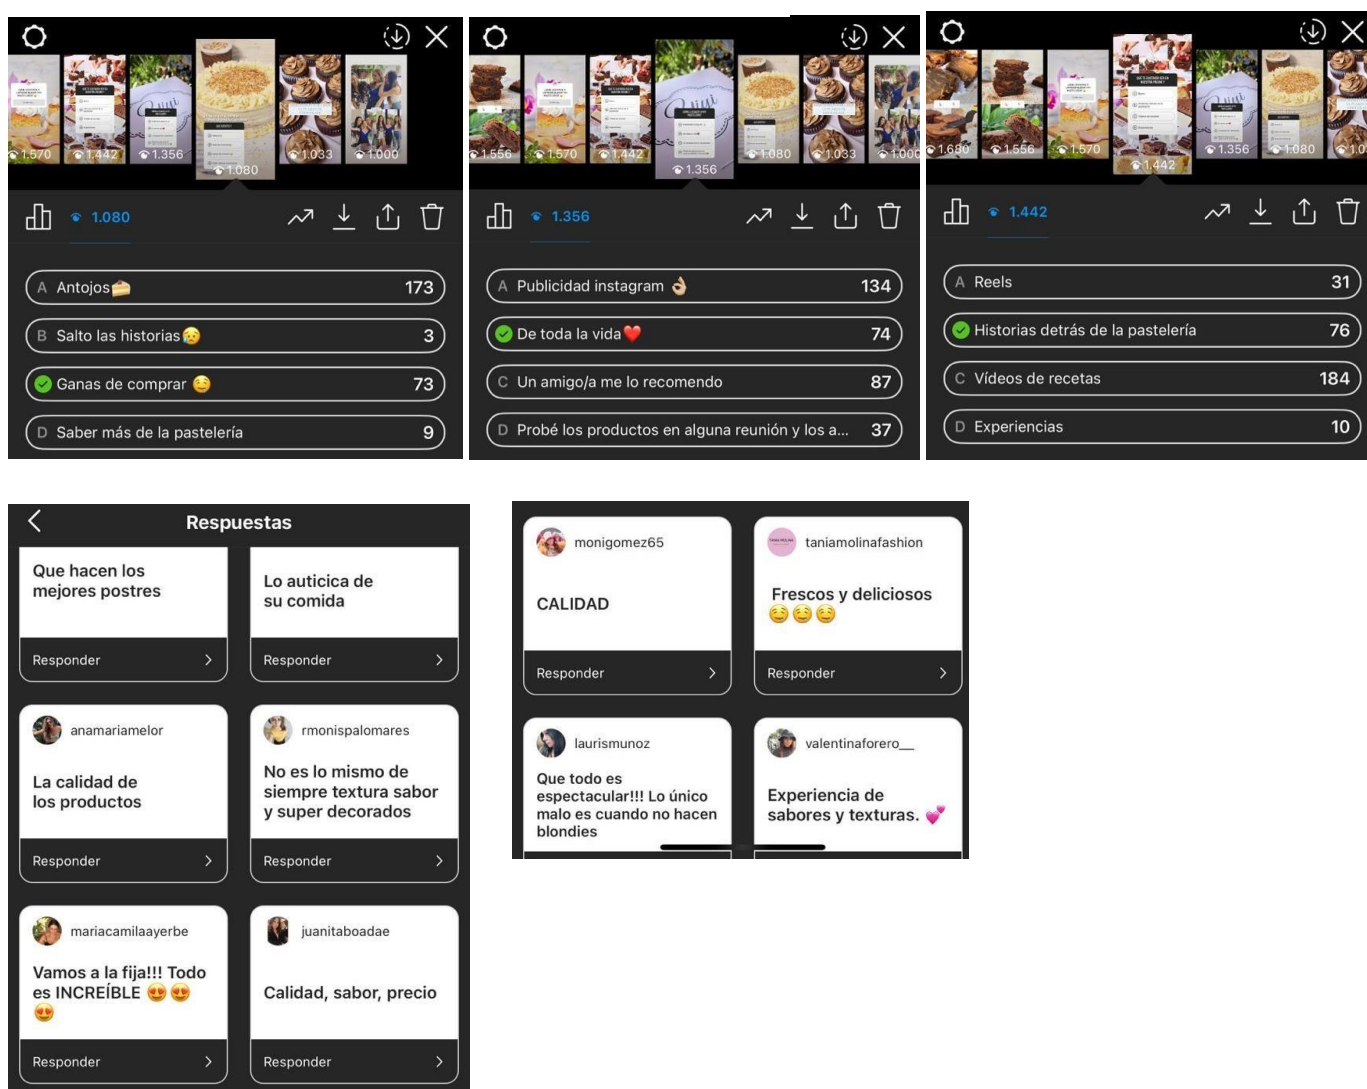 1.570
1.442
1.356
1.080
1.033
1.000
1.080
A Antojos🍰 173
B Salto las historias😥 3
Ganas de comprar 🤤 73
D Saber más de la pastelería 9
1.556
1.570
1.442
1.356
1.080
1.033
1.000
1.356
A Publicidad instagram 👌🏼 134
De toda la vida❤️ 74
C Un amigo/a me lo recomendo 87
D Probé los productos en alguna reunión y los a... 37
1.680
1.556
1.570
1.442
1.356
1.080
1.0
1.442
A Reels 31
Historias detrás de la pastelería 76
C Vídeos de recetas 184
D Experiencias 10
Respuestas
Que hacen los
mejores postres
Responder
Lo auticica de
su comida
Responder
anamariamelor
La calidad de
los productos
Responder
rmonispalomares
No es lo mismo de
siempre textura sabor
y super decorados
Responder
mariacamilaayerbe
Vamos a la fija!!! Todo
es INCREÍBLE 😍 😍
😍
Responder
juanitaboadae
Calidad, sabor, precio
Responder
monigomez65
CALIDAD
Responder
taniamolinafashion
Frescos y deliciosos
🤤🤤🤤
Responder
laurismunoz
Que todo es
espectacular!!! Lo único
malo es cuando no hacen
blondies
valentinaforero__
Experiencia de
sabores y texturas. 💕